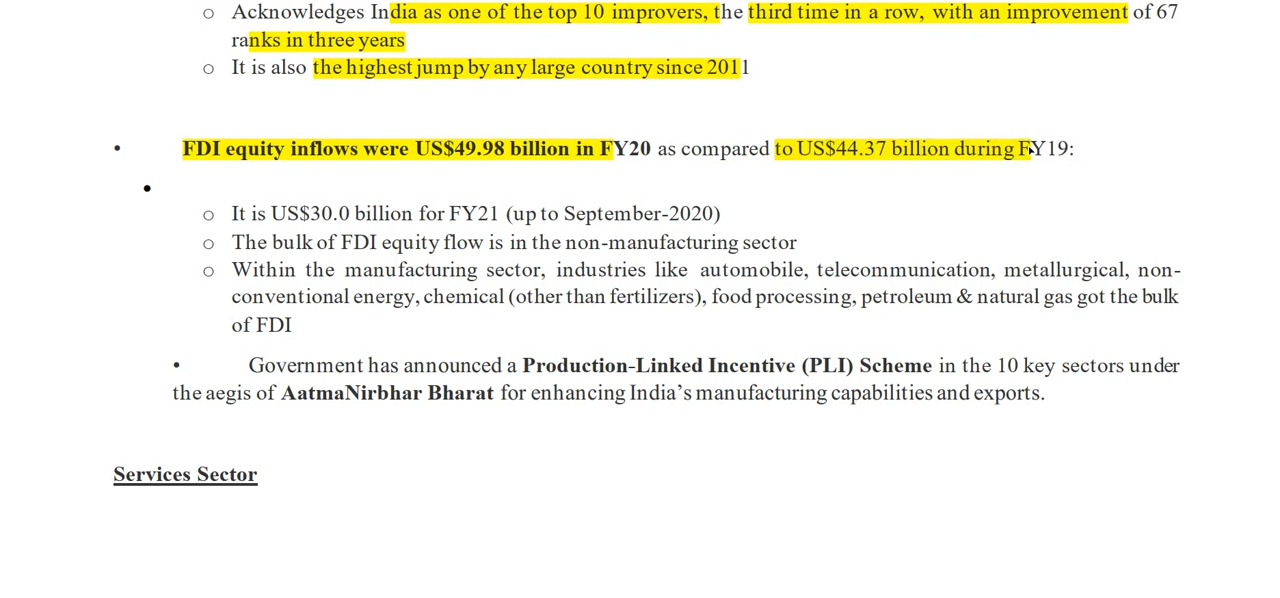 o Acknowledges India as one of the top 10 improvers, the third time in a row, with an improvement of 67
ranks in three years
o It is also the highest jump by any large country since 2011
• FDI equity inflows were US$49.98 billion in FY20 as compared to US$44.37 billion during FY19:
•
o It is US$30.0 billion for FY21 (up to September-2020)
o The bulk of FDI equity flow is in the non-manufacturing sector
o Within the manufacturing sector, industries like automobile, telecommunication, metallurgical, non-
conventional energy, chemical (other than fertilizers), food processing, petroleum & natural gas got the bulk
of FDI
• Government has announced a Production-Linked Incentive (PLI) Scheme in the 10 key sectors under
the aegis of AatmaNirbhar Bharat for enhancing India’s manufacturing capabilities and exports.
Services Sector